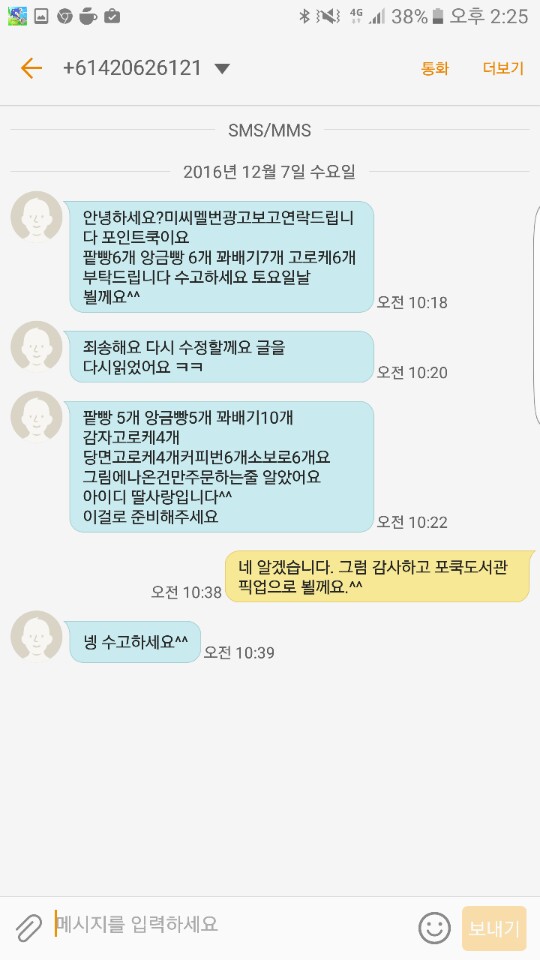 4G 38% 오후 2:25
+61420626121 통화 더보기
SMS/MMS
2016년 12월 7일 수요일
안녕하세요?미씨멜번광고보고연락드립니
다 포인트쿡이요
팥빵6개 앙금빵 6개 꽈배기7개 고로케6개
부탁드립니다 수고하세요 토요일날
뵐께요^^
오전 10:18
죄송해요 다시 수정할께요 글을
다시읽었어요 ㅋㅋ
오전 10:20
팥빵 5개 앙금빵5개 꽈배기10개
감자고로케4개
당면고로케4개커피번6개소보로6개요
그림에나온건만주문하는줄 알았어요
아이디 딸사랑입니다^^
이걸로 준비해주세요
오전 10:22
네 알겠습니다. 그럼 감사하고 포쿡도서관
픽업으로 뵐께요.^^
오전 10:38
넹 수고하세요^^
오전 10:39
메시지를 입력하세요
보내기